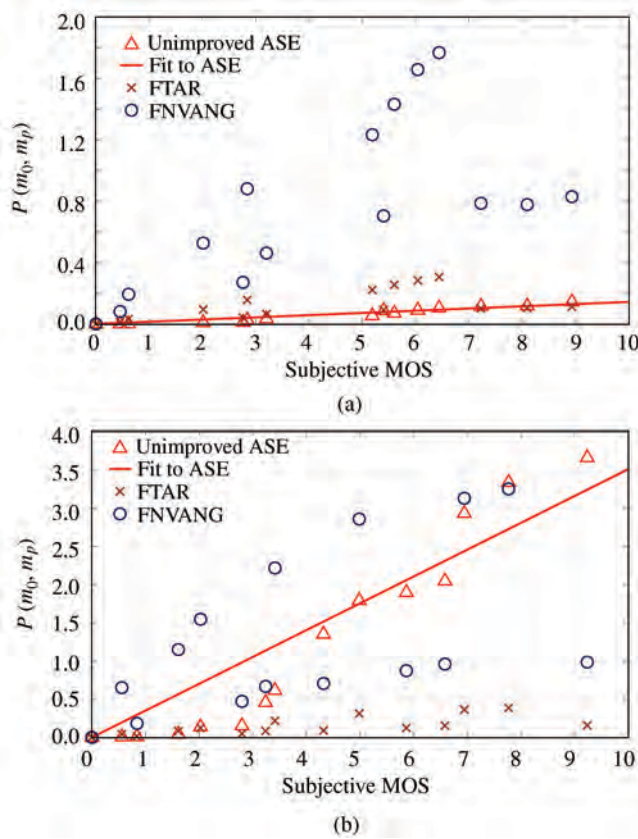 2.0
1.6
1.2
0.8
0.4
0.0
P (m0, mp)
Unimproved ASE
Fit to ASE
FTAR
FNVANG
0 1 2 3 4 5 6 7 8 9 10
Subjective MOS
(a)
4.0
3.5
3.0
2.5
2.0
1.5
1.0
0.5
0.0
P (m0, mp)
Unimproved ASE
Fit to ASE
FTAR
FNVANG
0 1 2 3 4 5 6 7 8 9 10
Subjective MOS
(b)